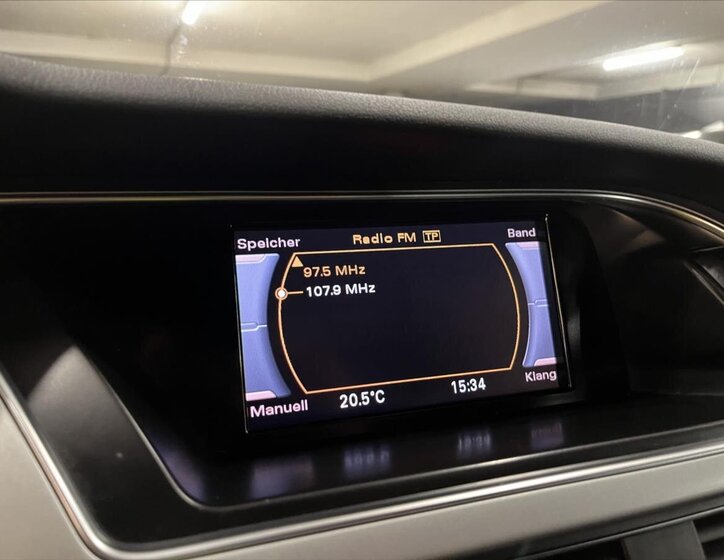 Speicher Radio FM TP Band
97.5 MHz
107.9 MHz
Manuell 20.5°C 15:34 Klang